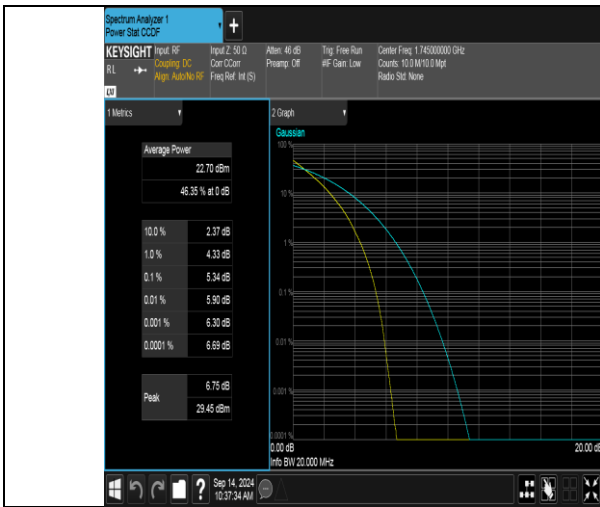 Spectrum Analyzer 1
Power Stat CCDF
+
KEYSIGHT Input: RF Input Z: 50 Ω Atten: 46 dB Trig: Free Run Center Freq: 1.745000000 GHz
R L Coupling: DC Corr CCorr Preamp: Off #IF Gain: Low Counts: 10.0 M/10.0 Mpt
Align: Auto/No RF Freq Ref: Int (S) Radio Std: None
LXI
1 Metrics
2 Graph
Average Power
22.70 dBm
46.35 % at 0 dB
10.0 % 2.37 dB
1.0 % 4.33 dB
0.1 % 5.34 dB
0.01 % 5.90 dB
0.001 % 6.30 dB
0.0001 % 6.69 dB
Peak 6.75 dB
29.45 dBm
Gaussian
100 %
10 %
1 %
0.1 %
0.01 %
0.001 %
0.0001 %
0.00 dB 20.00 dB
Info BW 20.000 MHz
? Sep 14, 2024
10:37:34 AM